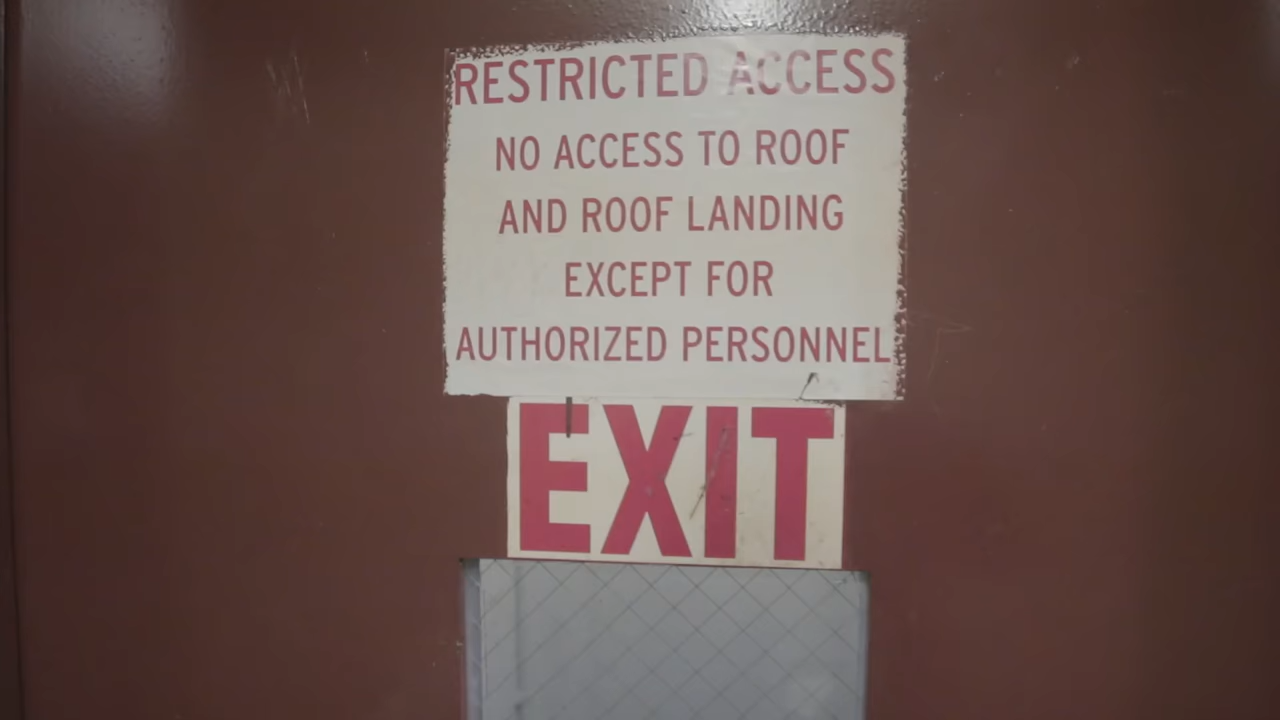 RESTRICTED ACCESS
NO ACCESS TO ROOF
AND ROOF LANDING
EXCEPT FOR
AUTHORIZED PERSONNEL
EXIT